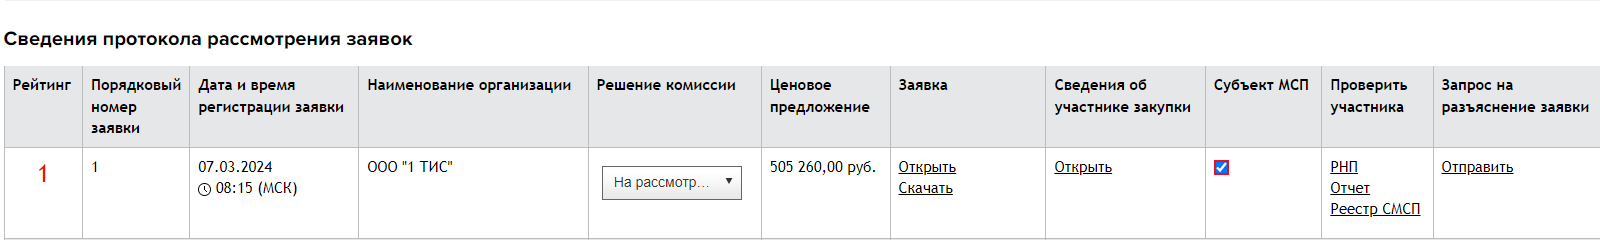 Сведения протокола рассмотрения заявок
Рейтинг
Порядковый
номер
заявки
Дата и время
регистрации заявки
Наименование организации
Решение комиссии
Ценовое
предложение
Заявка
Сведения об
участнике закупки
Субъект МСП
Проверить
участника
Запрос на
разъяснение заявки
1
1
07.03.2024
08:15 (МСК)
ООО "1 ТИС"
На рассмотр...
505 260,00 руб.
Открыть
Скачать
Открыть
РНП
Отчет
Реестр СМСП
Отправить